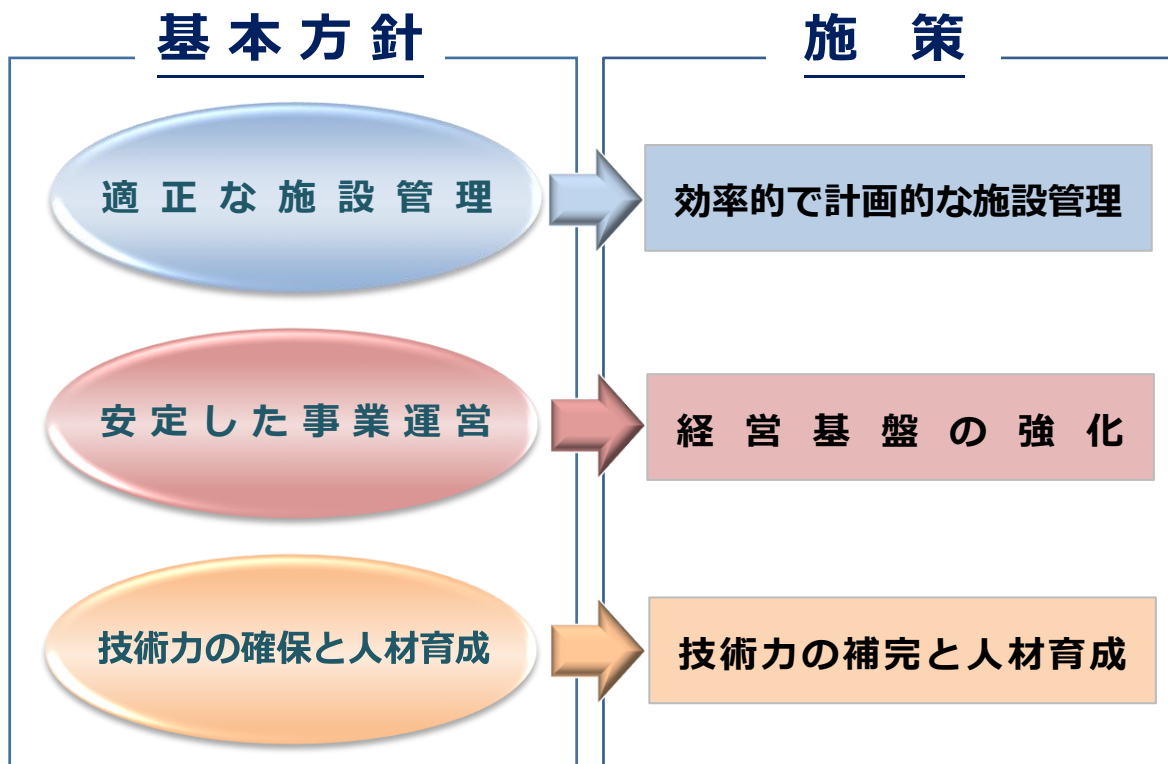 基本方針
施策
適正な施設管理
効率的で計画的な施設管理
安定した事業運営
経営基盤の強化
技術力の確保と人材育成
技術力の補完と人材育成